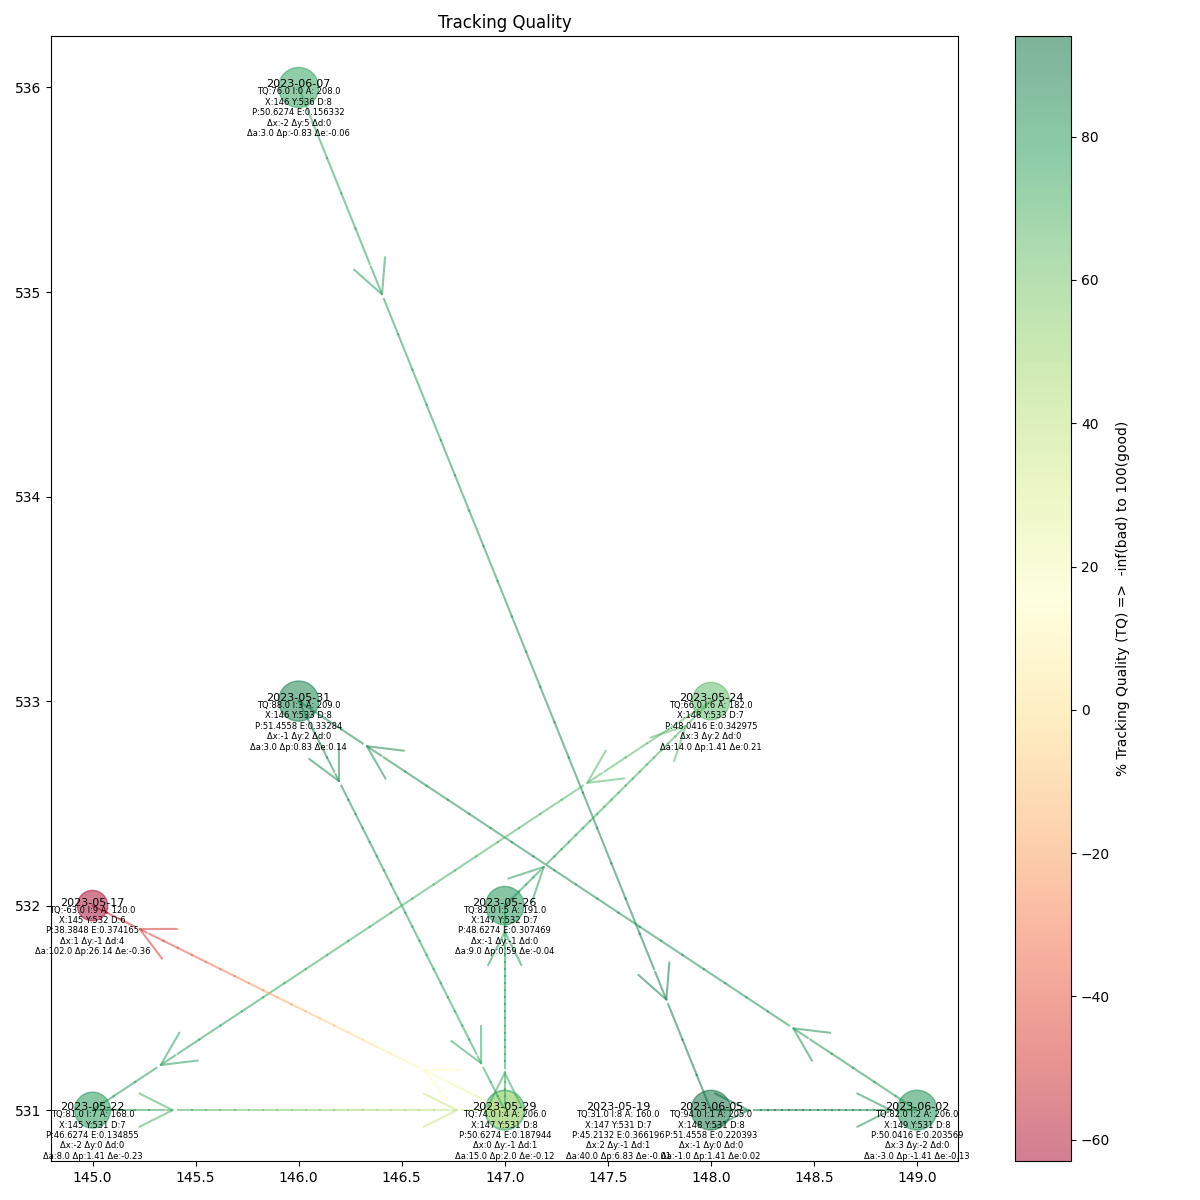 Tracking Quality
536
535
534
533
532
531
2023-06-07
TQ:76.0 I:0 A: 208.0
X:146 Y:536 D:8
P:50.6274 E:0.156332
Δx:-2 Δy:5 Δd:0
Δa:3.0 Δp:-0.83 Δe:-0.06
2023-05-31
TQ:88.0 I:3 A: 209.0
X:146 Y:533 D:8
P:51.4558 E:0.33284
Δx:-1 Δy:2 Δd:0
Δa:3.0 Δp:0.83 Δe:0.14
2023-05-24
TQ:66.0 I:6 A: 182.0
X:148 Y:533 D:7
P:48.0416 E:0.342975
Δx:3 Δy:2 Δd:0
Δa:14.0 Δp:1.41 Δe:0.21
2023-05-17
TQ:-63.0 I:9 A: 120.0
X:145 Y:532 D:6
P:38.3848 E:0.374165
Δx:1 Δy:-1 Δd:4
Δa:102.0 Δp:26.14 Δe:-0.36
2023-05-26
TQ:82.0 I:5 A: 191.0
X:147 Y:532 D:7
P:48.6274 E:0.307469
Δx:-1 Δy:-1 Δd:0
Δa:9.0 Δp:0.59 Δe:-0.04
2023-05-22
TQ:81.0 I:7 A: 168.0
X:145 Y:531 D:7
P:46.6274 E:0.134855
Δx:-2 Δy:0 Δd:0
Δa:8.0 Δp:1.41 Δe:-0.23
2023-05-29
TQ:74.0 I:4 A: 206.0
X:147 Y:531 D:8
P:50.6274 E:0.187944
Δx:0 Δy:-1 Δd:1
Δa:15.0 Δp:2.0 Δe:-0.12
2023-05-19
TQ:31.0 I:8 A: 160.0
X:147 Y:531 D:7
P:45.2132 E:0.366196
Δx:2 Δy:-1 Δd:1
Δa:40.0 Δp:6.83 Δe:-0.01
2023-06-05
TQ:94.0 I:1 A: 205.0
X:148 Y:531 D:8
P:51.4558 E:0.220393
Δx:-1 Δy:0 Δd:0
Δa:-1.0 Δp:1.41 Δe:0.02
2023-06-02
TQ:82.0 I:2 A: 206.0
X:149 Y:531 D:8
P:50.0416 E:0.203569
Δx:3 Δy:-2 Δd:0
Δa:-3.0 Δp:-1.41 Δe:-0.13
145.0 145.5 146.0 146.5 147.0 147.5 148.0 148.5 149.0
80
60
40
20
0
−20
−40
−60
% Tracking Quality (TQ) => -inf(bad) to 100(good)